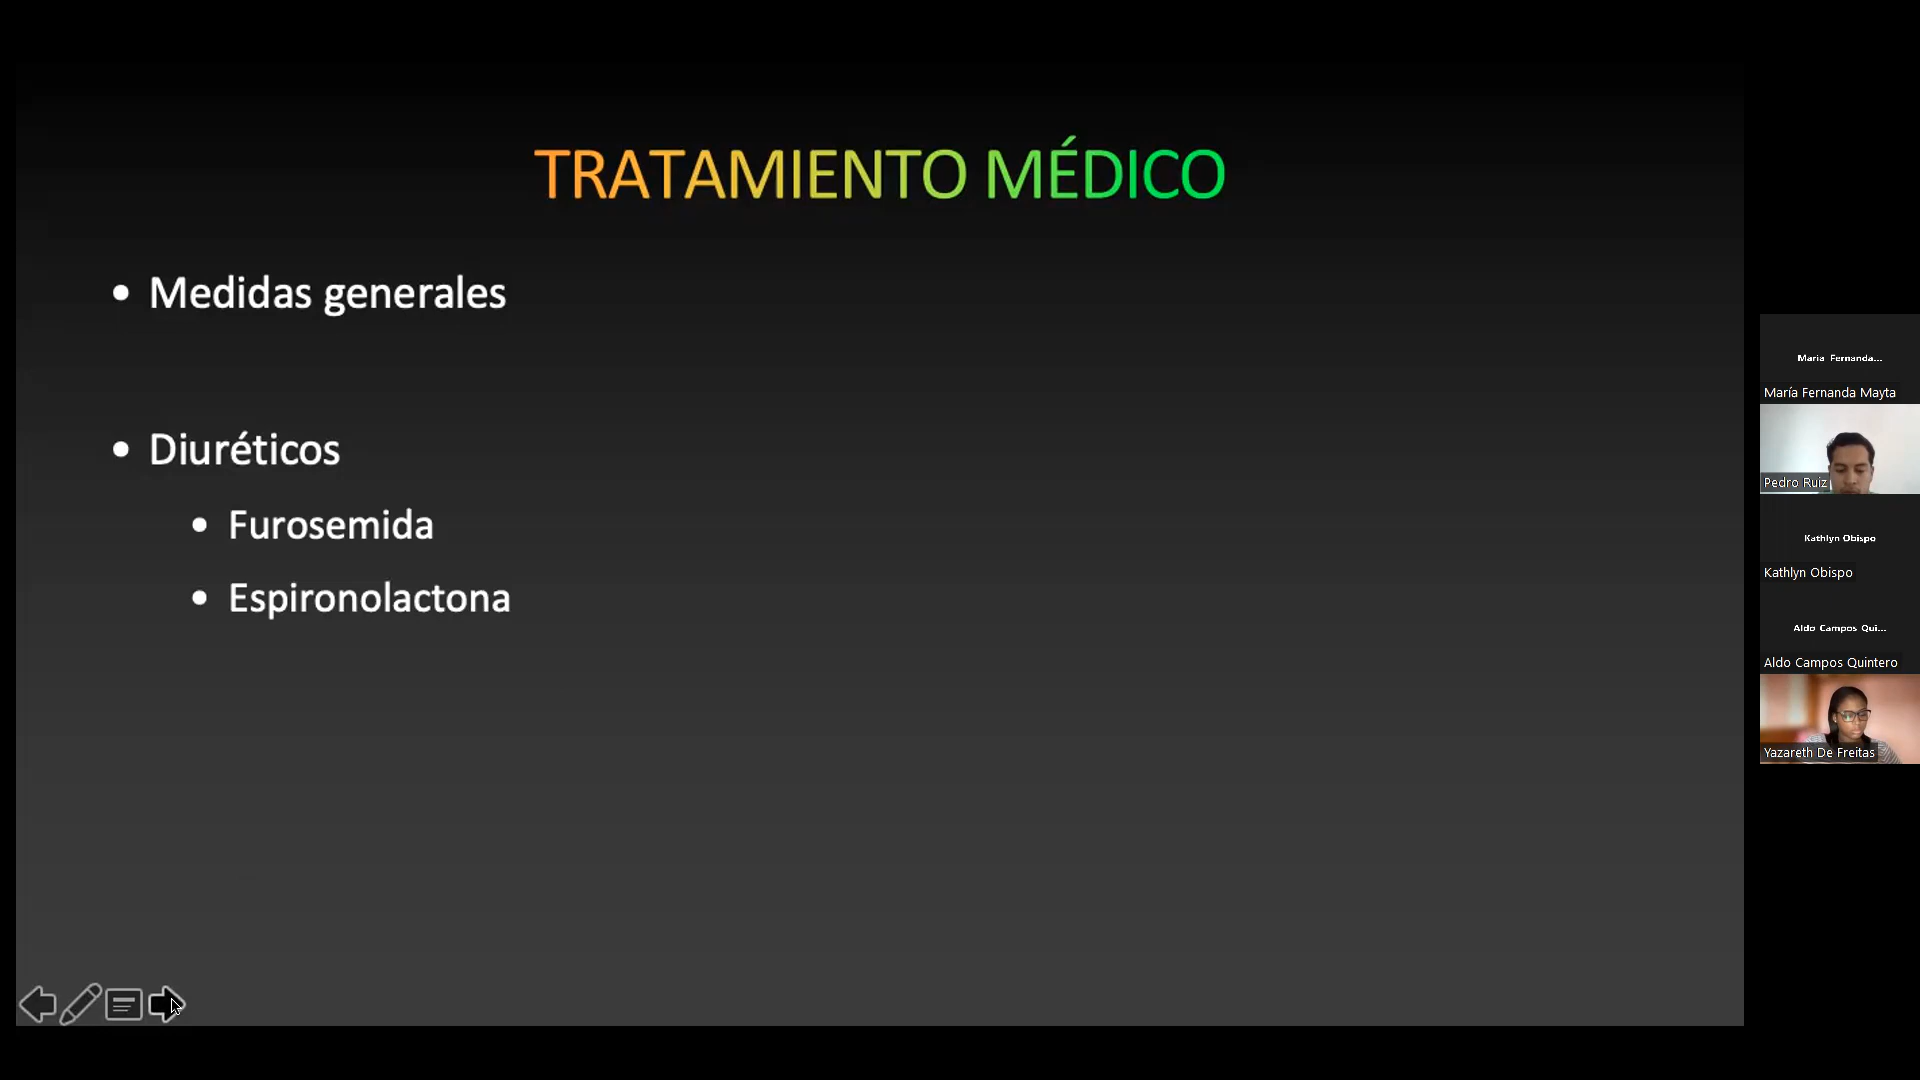 TRATAMIENTO MÉDICO
• Medidas generales
• Diuréticos
• Furosemida
• Espironolactona
Maria Fernanda...
María Fernanda Mayta
Pedro Ruiz
Kathlyn Obispo
Kathlyn Obispo
Aldo Campos Qui...
Aldo Campos Quintero
Yazareth De Freitas